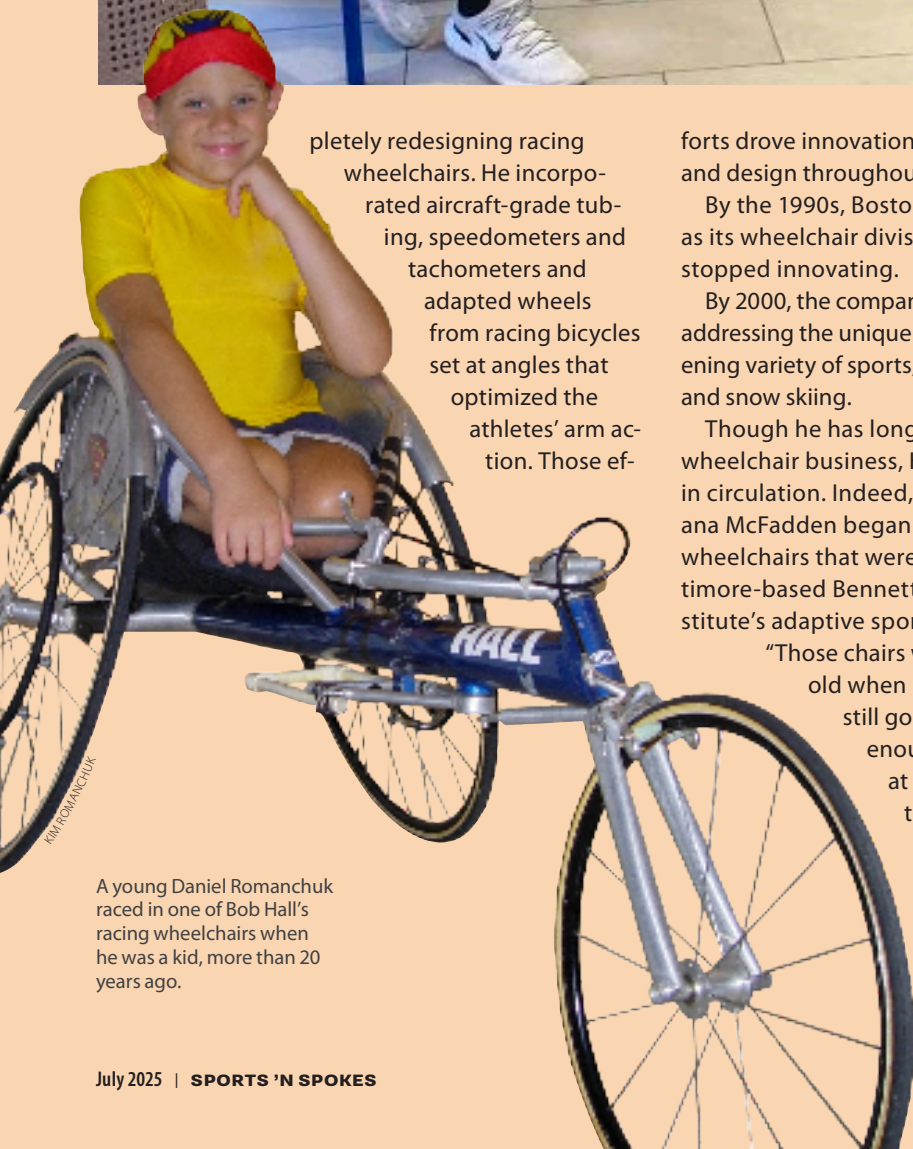 pletely redesigning racing
wheelchairs. He incorpo-
rated aircraft-grade tub-
ing, speedometers and
tachometers and
adapted wheels
from racing bicycles
set at angles that
optimized the
athletes’ arm ac-
tion. Those ef-
forts drove innovation
and design throughou
By the 1990s, Bosto
as its wheelchair divis
stopped innovating.
By 2000, the compan
addressing the unique
ening variety of sports,
and snow skiing.
Though he has long
wheelchair business,
in circulation. Indeed,
ana McFadden began
wheelchairs that were
timore-based Bennett
stitute’s adaptive spor
“Those chairs
old when
still go
enou
at
t
HALL
KIM ROMANCHUK
A young Daniel Romanchuk
raced in one of Bob Hall’s
racing wheelchairs when
he was a kid, more than 20
years ago.
July 2025 | SPORTS ’N SPOKES